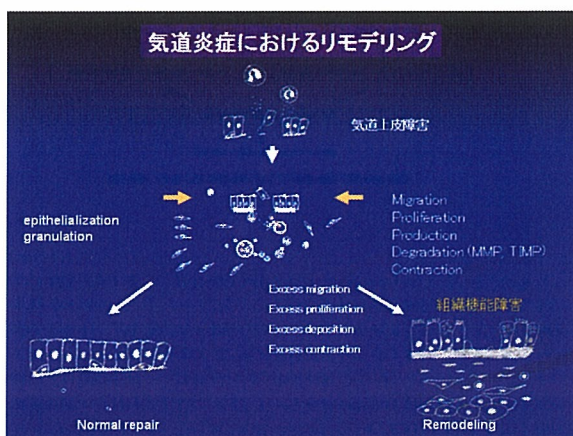 気道炎症におけるリモデリング
気道上皮障害
epithelialization
granulation
Migration
Proliferation
Production
Degradation (MMP, TIMP)
Contraction
Excess migration
Excess proliferation
Excess deposition
Excess contraction
組織機能障害
Normal repair
Remodeling